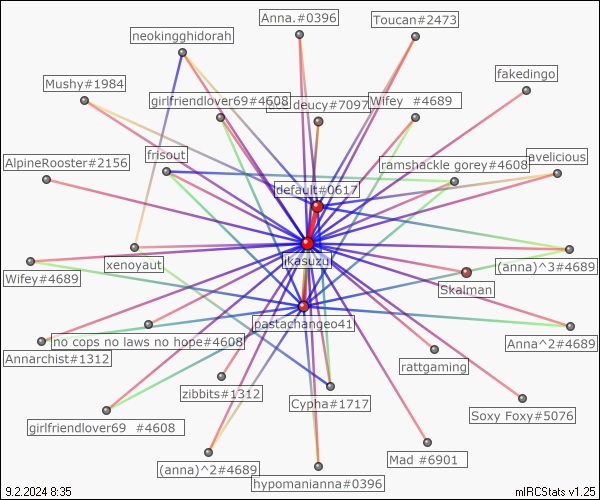 Anna.#0396
Toucan#2473
neokingghidorah
fakedingo
Mushy#1984
girlfriendlover69#4608
deucy#7097
Wifey  #4689
AlpineRooster#2156
frisout
ramshackle gorey#4608
avelicious
default#0617
ikasuzu
xenoyaut
(anna)^3#4689
Wifey#4689
Skalman
pastachangeo41
no cops no laws no hope#4608
Anna^2#4689
Annarchist#1312
rattgaming
zibbits#1312
Cypha#1717
Soxy Foxy#5076
girlfriendlover69  #4608
Mad #6901
(anna)^2#4689
hypomanianna#0396
9.2.2024 8:35
mIRCStats v1.25